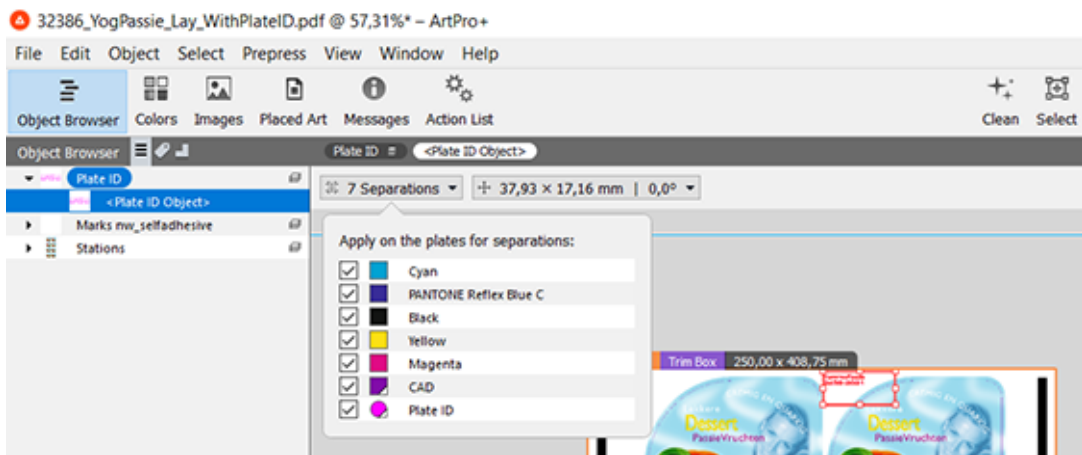 32386_YogPassie_Lay_WithPlateID.pdf @ 57,31%* – ArtPro+
File Edit Object Select Prepress View Window Help
Object Browser Colors Images Placed Art Messages Action List Clean Select
Object Browser Plate ID <Plate ID Object>
Plate ID
7 Separations 37,93 × 17,16 mm | 0,0°
<Plate ID Object>
Marks nw_selfadhesive
Stations
Apply on the plates for separations:
Cyan
PANTONE Reflex Blue C
Black
Yellow
Magenta
CAD
Plate ID
Trim Box 250,00 x 408,75 mm
Dessert
PassieVruchten
Dessert
PassieVruchten